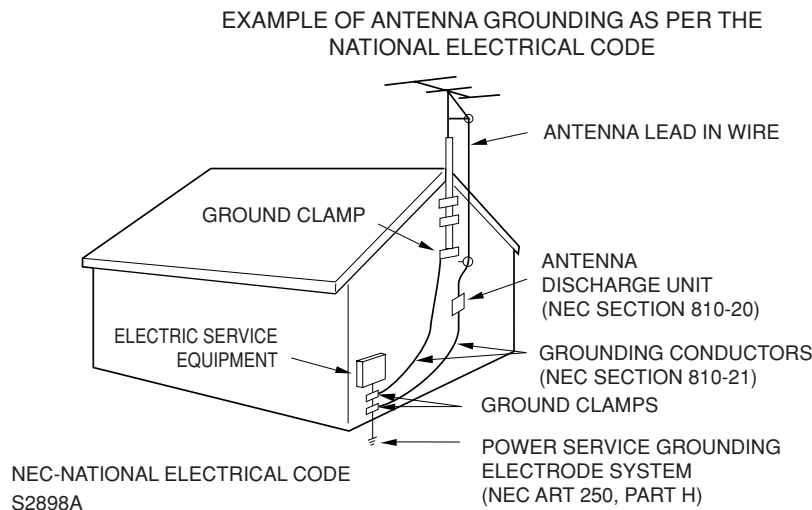 EXAMPLE OF ANTENNA GROUNDING AS PER THE
NATIONAL ELECTRICAL CODE
ANTENNA LEAD IN WIRE
GROUND CLAMP
ANTENNA
DISCHARGE UNIT
(NEC SECTION 810-20)
ELECTRIC SERVICE
EQUIPMENT
GROUNDING CONDUCTORS
(NEC SECTION 810-21)
GROUND CLAMPS
POWER SERVICE GROUNDING
ELECTRODE SYSTEM
(NEC ART 250, PART H)
NEC-NATIONAL ELECTRICAL CODE
S2898A